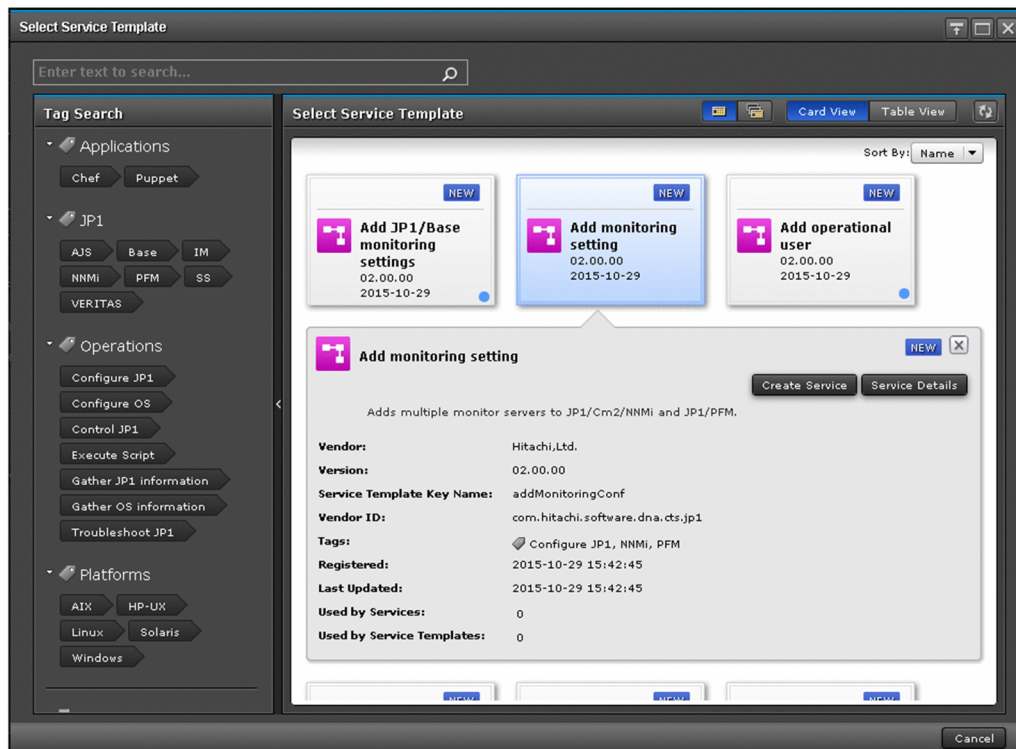 Select Service Template
Enter text to search...
Tag Search
Applications
Chef Puppet
JP1
AJS Base IM
NNMi PFM SS
VERITAS
Operations
Configure JP1
Configure OS
Control JP1
Execute Script
Gather JP1 information
Gather OS information
Troubleshoot JP1
Platforms
AIX HP-UX
Linux Solaris
Windows
Select Service Template
Card View Table View
Sort By: Name
NEW
Add JP1/Base
monitoring
settings
02.00.00
2015-10-29
NEW
Add monitoring
setting
02.00.00
2015-10-29
NEW
Add operational
user
02.00.00
2015-10-29
Add monitoring setting
NEW
Create Service Service Details
Adds multiple monitor servers to JP1/Cm2/NNMi and JP1/PFM.
Vendor: Hitachi,Ltd.
Version: 02.00.00
Service Template Key Name: addMonitoringConf
Vendor ID: com.hitachi.software.dna.cts.jp1
Tags: Configure JP1, NNMi, PFM
Registered: 2015-10-29 15:42:45
Last Updated: 2015-10-29 15:42:45
Used by Services: 0
Used by Service Templates: 0
NEW NEW NEW
Cancel